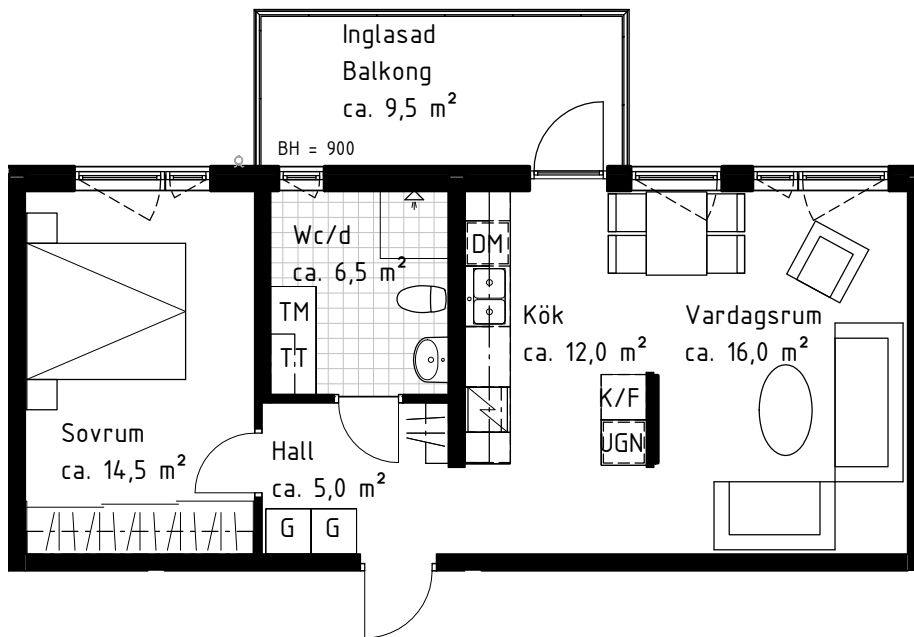 Inglasad
Balkong
ca. 9,5 m²
BH = 900
Wc/d
ca. 6,5 m²
DM
TM
TT
Kök
ca. 12,0 m²
Vardagsrum
ca. 16,0 m²
K/F
UGN
Sovrum
ca. 14,5 m²
Hall
ca. 5,0 m²
G
G